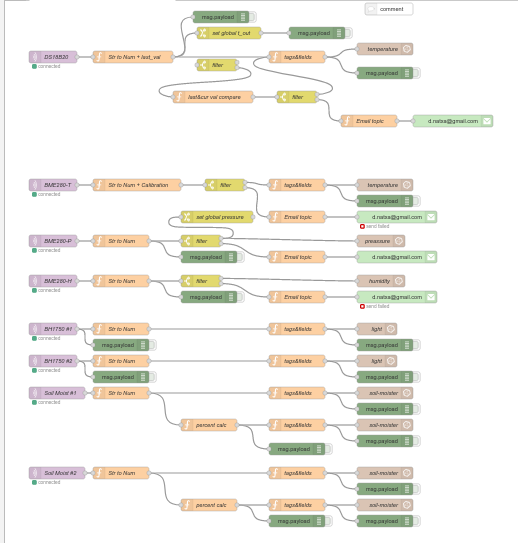 comment
msg.payload
set global t_out
msg.payload
DS18B20
Str to Num + last_val
tags&fields
temperature
connected
filter
msg.payload
last&cur val compare
filter
Email topic
d.natsa@gmail.com
BME280-T
Str to Num + Calibration
filter
tags&fields
temperature
connected
msg.payload
set global pressure
Email topic
d.natsa@gmail.com
send failed
BME280-P
Str to Num
filter
preassure
connected
msg.payload
Email topic
d.natsa@gmail.com
BME280-H
Str to Num
filter
humidity
connected
msg.payload
Email topic
d.natsa@gmail.com
send failed
BH1750 #1
Str to Num
tags&fields
light
connected
msg.payload
msg.payload
BH1750 #2
Str to Num
tags&fields
light
connected
msg.payload
msg.payload
Soil Moist #1
Str to Num
tags&fields
soil-moister
connected
msg.payload
percent calc
tags&fields
soil-moister
msg.payload
msg.payload
Soil Moist #2
Str to Num
tags&fields
soil-moister
connected
msg.payload
percent calc
tags&fields
soil-moister
msg.payload
msg.payload